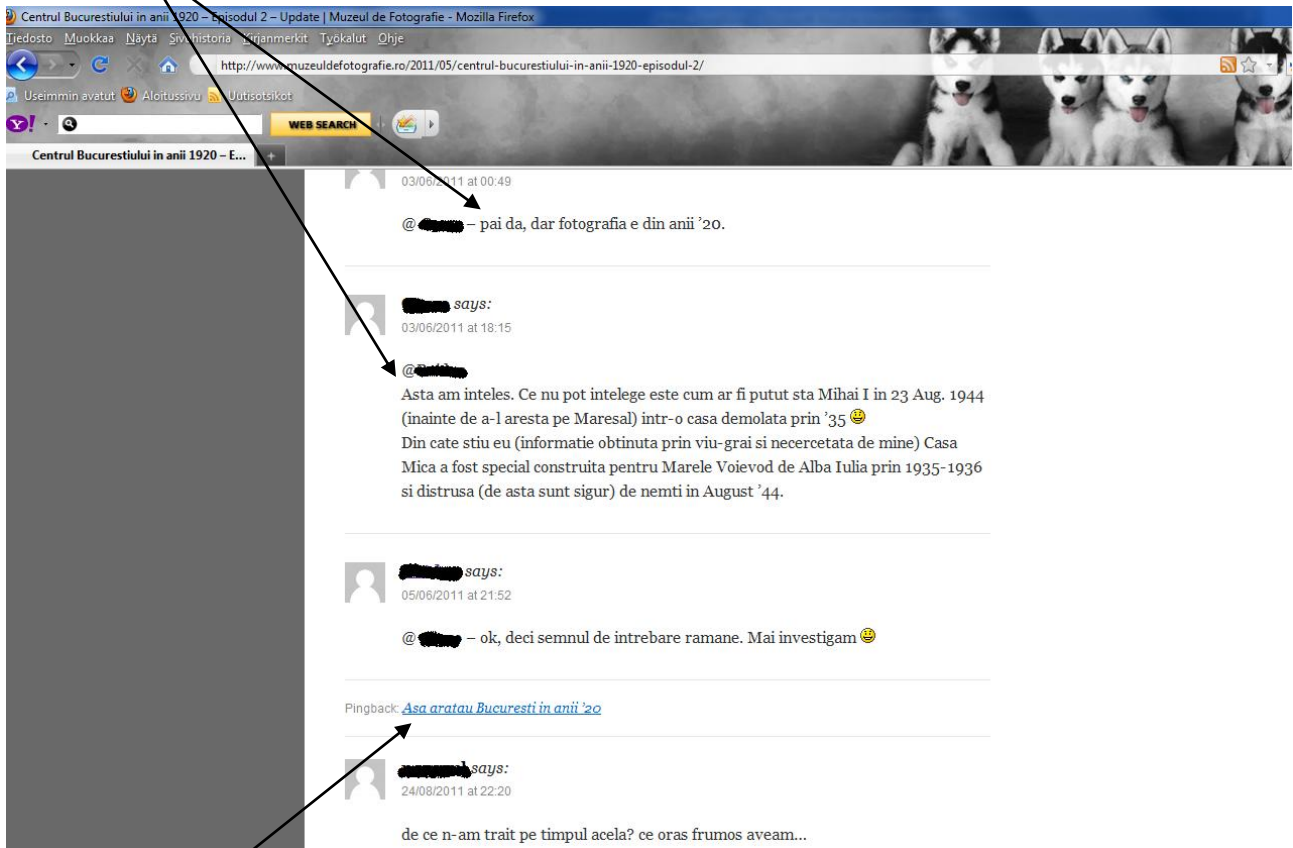 Centrul Bucurestiului in anii 1920 – Episodul 2 – Update | Muzeul de Fotografie - Mozilla Firefox
Tiedosto Muokkaa Näytä Sivuhistoria Kirjanmerkit Työkalut Ohje
http://www.muzeuldefotografie.ro/2011/05/centrul-bucurestiului-in-anii-1920-episodul-2/
Useimmin avatut Aloitussivu Uutisotsikot
Y! WEB SEARCH
Centrul Bucurestiului in anii 1920 – E... +
03/06/2011 at 00:49
@ – pai da, dar fotografia e din anii ’20.
says:
03/06/2011 at 18:15
@
Asta am inteles. Ce nu pot intelege este cum ar fi putut sta Mihai I in 23 Aug. 1944
(inainte de a-l aresta pe Maresal) intr-o casa demolata prin ’35
Din cate stiu eu (informatie obtinuta prin viu-grai si necercetata de mine) Casa
Mica a fost special construita pentru Marele Voievod de Alba Iulia prin 1935-1936
si distrusa (de asta sunt sigur) de nemti in August ’44.
says:
05/06/2011 at 21:52
@ – ok, deci semnul de intrebare ramane. Mai investigam
Pingback: Asa aratau Bucuresti in anii ’20
says:
24/08/2011 at 22:20
de ce n-am trait pe timpul acela? ce oras frumos aveam...